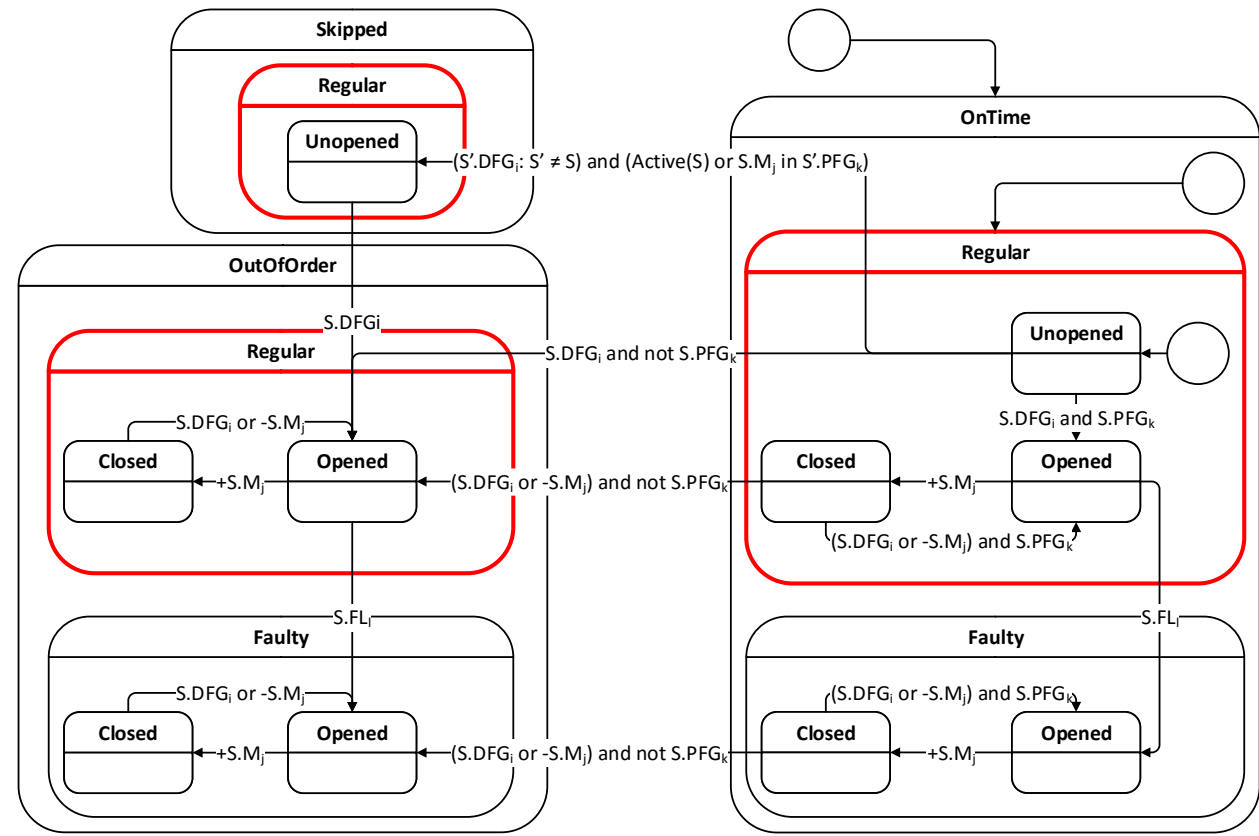 Skipped
Regular
Unopened
OnTime
(S'.DFGi: S' ≠ S) and (Active(S) or S.Mj in S'.PFGk)
Regular
OutOfOrder
S.DFGi
Regular
S.DFGi and not S.PFGk
Unopened
S.DFGi and S.PFGk
S.DFGi or -S.Mj
Closed
+S.Mj
Opened
(S.DFGi or -S.Mj) and not S.PFGk
Closed
+S.Mj
Opened
(S.DFGi or -S.Mj) and S.PFGk
S.FLl
S.FLl
Faulty
Faulty
S.DFGi or -S.Mj
(S.DFGi or -S.Mj) and S.PFGk
Closed
+S.Mj
Opened
(S.DFGi or -S.Mj) and not S.PFGk
Closed
+S.Mj
Opened